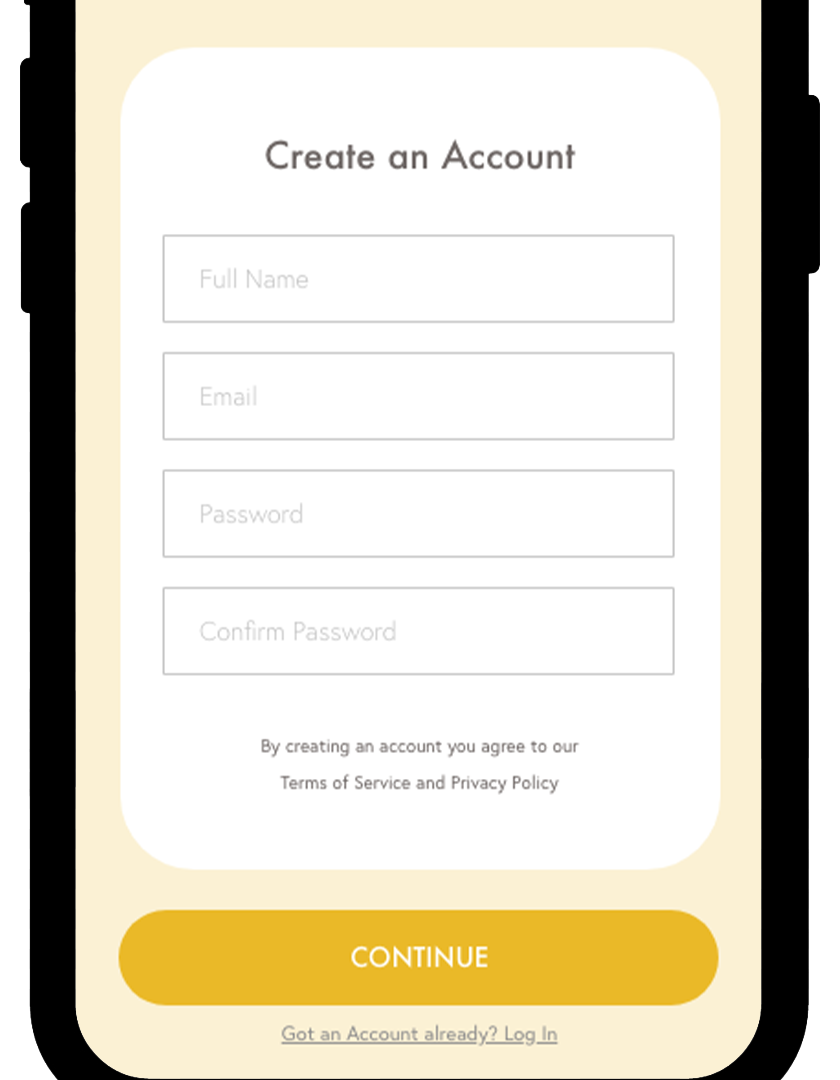 Create an Account
Full Name
Email
Password
Confirm Password
By creating an account you agree to our
Terms of Service and Privacy Policy
CONTINUE
Got an Account already? Log In